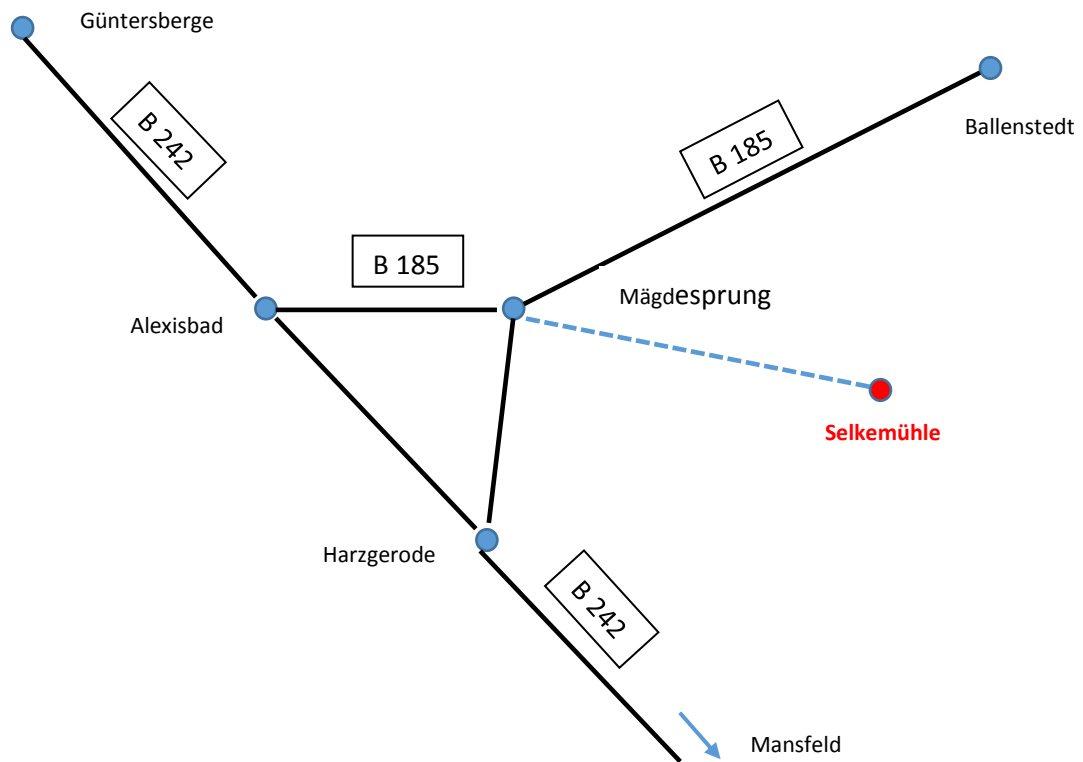 Güntersberge
B 242
B 185
Ballenstedt
B 185
Mägdesprung
Alexisbad
Selkemühle
Harzgerode
B 242
Mansfeld